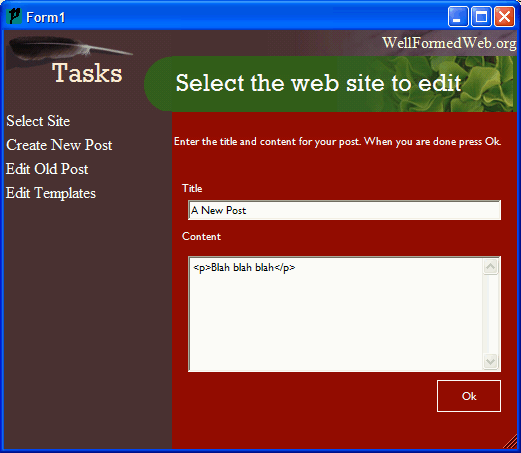 Form1
WellFormedWeb.org
Tasks
Select the web site to edit
Select Site
Create New Post
Edit Old Post
Edit Templates
Enter the title and content for your post. When you are done press Ok.
Title
A New Post
Content
<p>Blah blah blah</p>
Ok